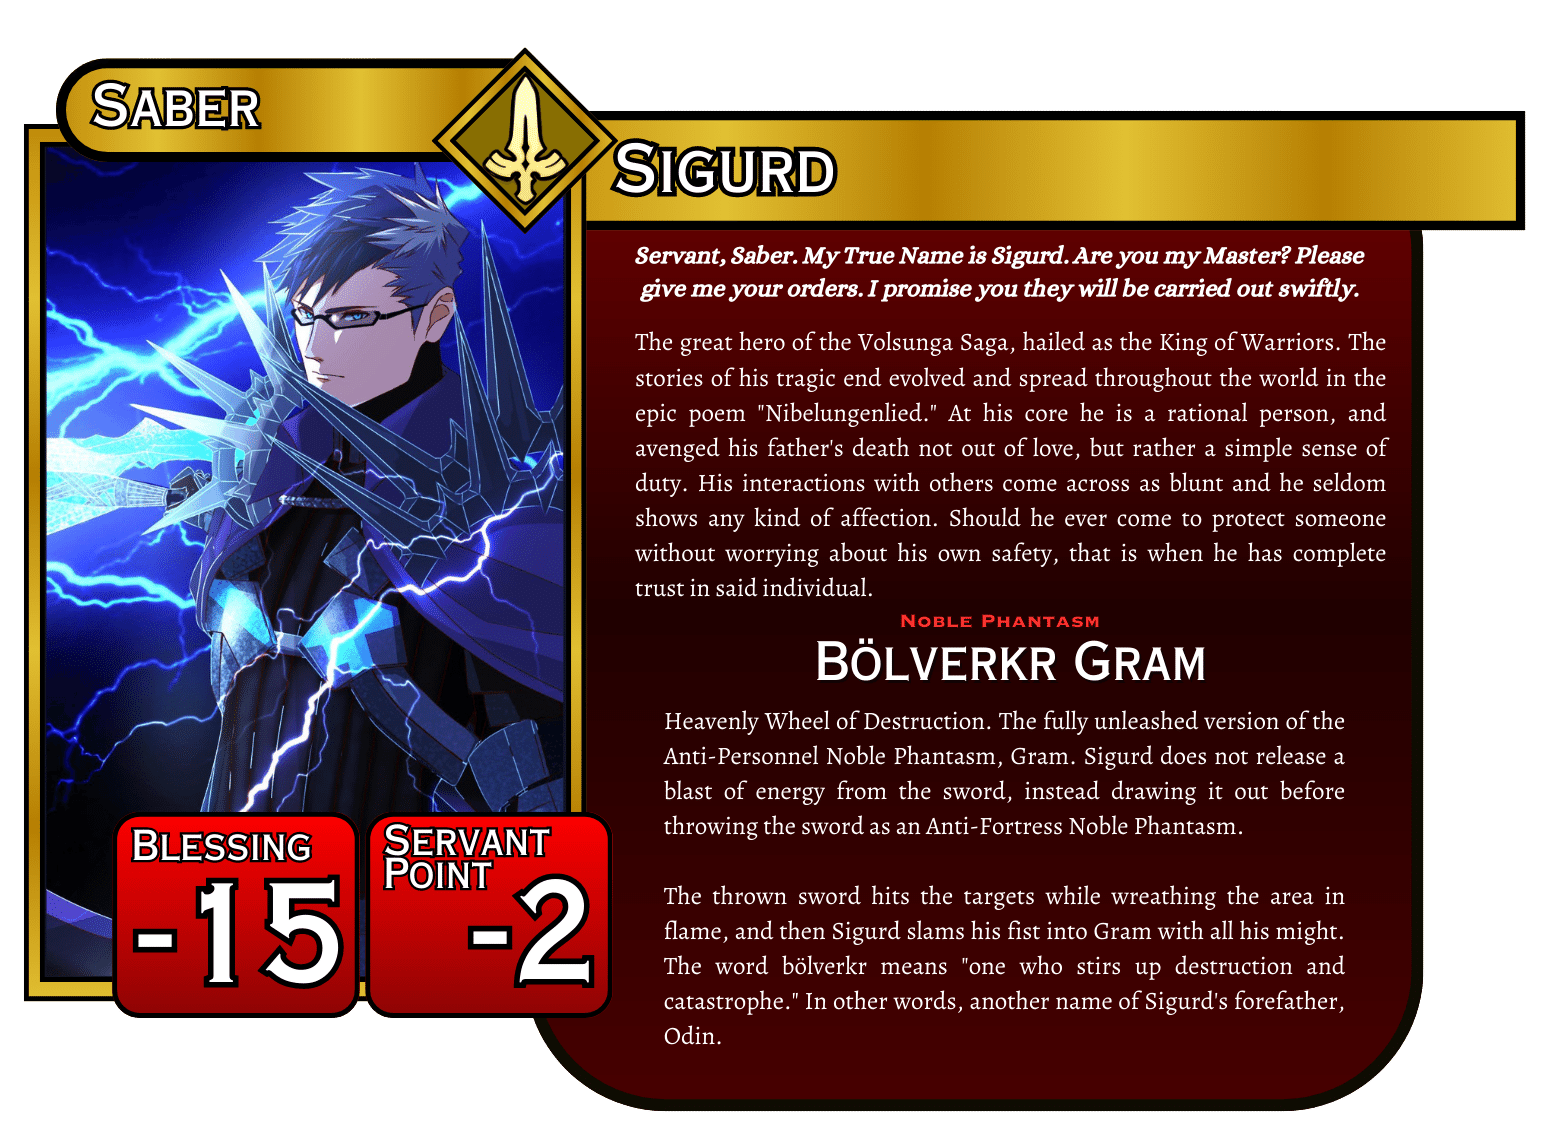 SABER
SIGURD
Servant, Saber. My True Name is Sigurd. Are you my Master? Please
give me your orders. I promise you they will be carried out swiftly.
The great hero of the Volsunga Saga, hailed as the King of Warriors. The
stories of his tragic end evolved and spread throughout the world in the
epic poem "Nibelungenlied." At his core he is a rational person, and
avenged his father's death not out of love, but rather a simple sense of
duty. His interactions with others come across as blunt and he seldom
shows any kind of affection. Should he ever come to protect someone
without worrying about his own safety, that is when he has complete
trust in said individual.
NOBLE PHANTASM
BÖLVERKR GRAM
Heavenly Wheel of Destruction. The fully unleashed version of the
Anti-Personnel Noble Phantasm, Gram. Sigurd does not release a
blast of energy from the sword, instead drawing it out before
throwing the sword as an Anti-Fortress Noble Phantasm.
The thrown sword hits the targets while wreathing the area in
flame, and then Sigurd slams his fist into Gram with all his might.
The word bölverkr means "one who stirs up destruction and
catastrophe." In other words, another name of Sigurd's forefather,
Odin.
BLESSING
-15
SERVANT
POINT
-2